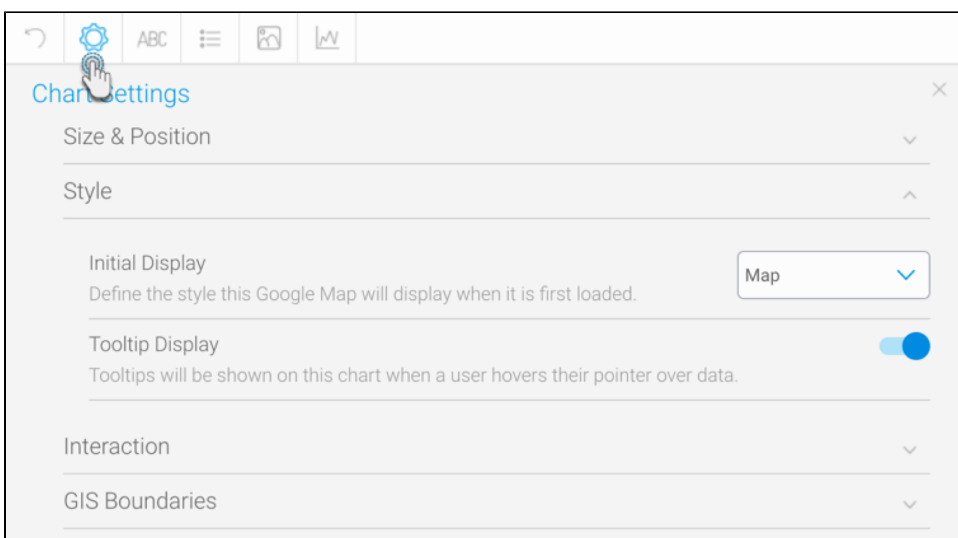 ABC
Chart Settings
Size & Position
Style
Initial Display
Map
Define the style this Google Map will display when it is first loaded.
Tooltip Display
Tooltips will be shown on this chart when a user hovers their pointer over data.
Interaction
GIS Boundaries